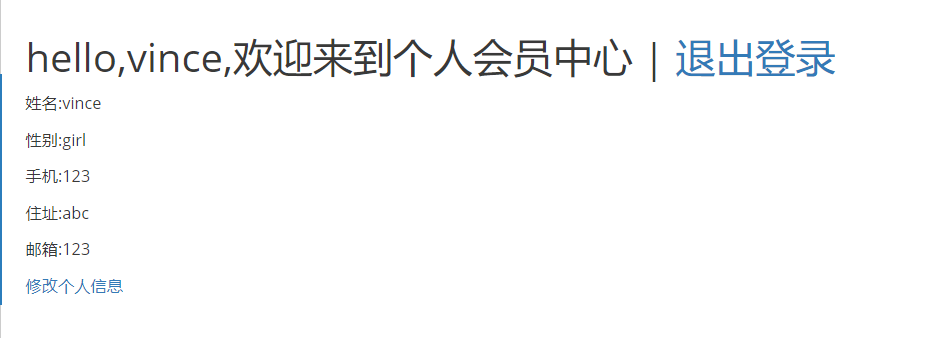 hello,vince,欢迎来到个人会员中心 | 退出登录
姓名:vince
性别:girl
手机:123
住址:abc
邮箱:123
修改个人信息